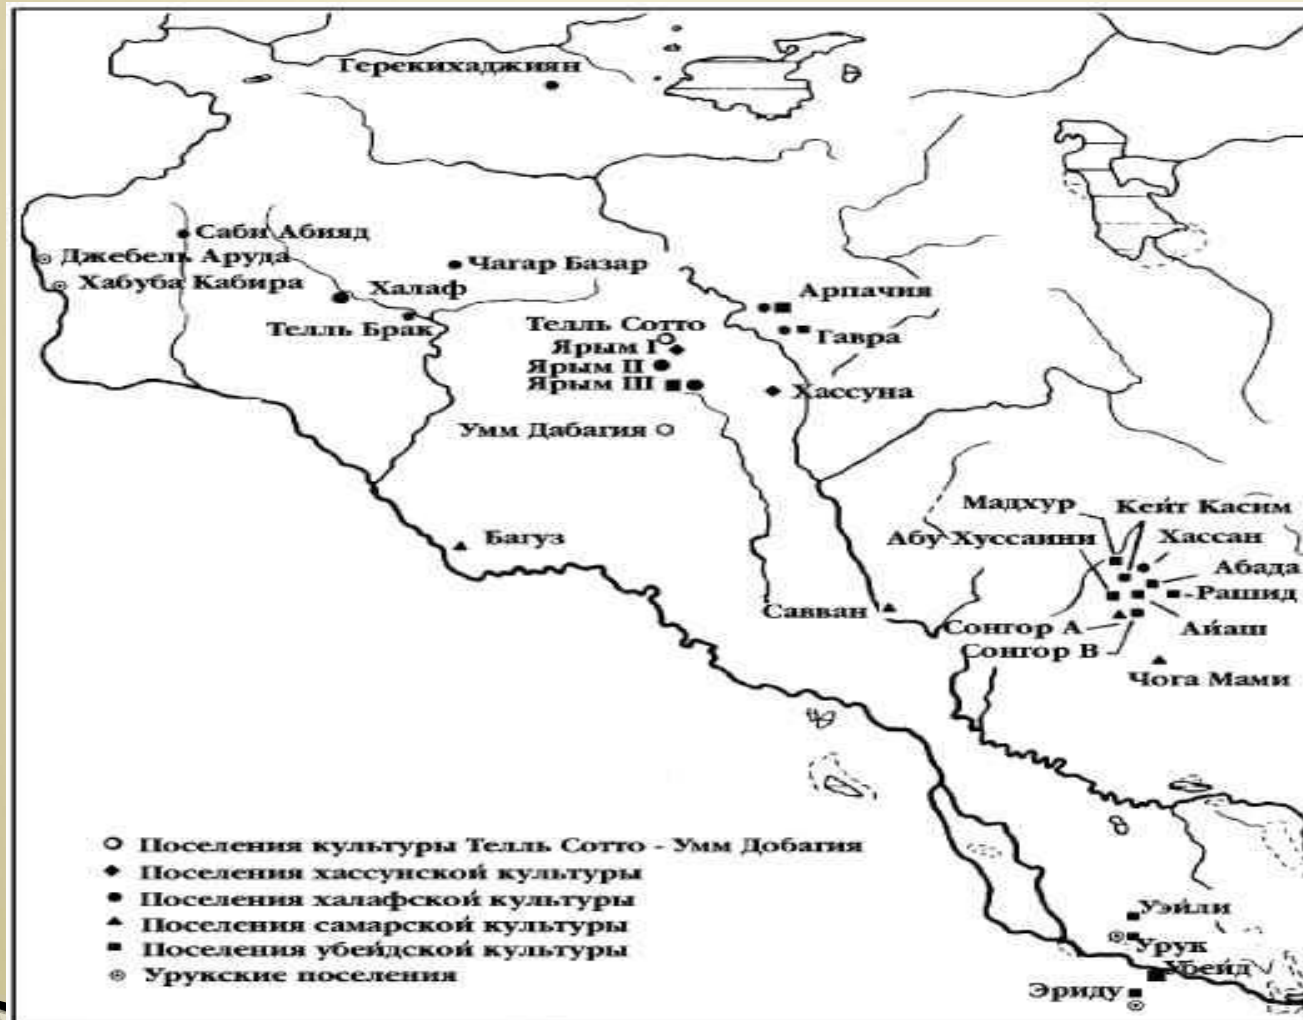 Герекихаджиян
Саби Абияд
Джебель Аруда
Хабуба Кабира
Чагар Базар
Халаф
Телль Брак
Арпачия
Телль Сотто
Гавра
Ярым I
Ярым II
Ярым III
Хассуна
Умм Дабагия
Мадхур
Кейт Касим
Багуз
Абу Хуссаини
Хассан
Абада
Рашид
Савван
Сонгор А
Айаш
Сонгор В
Чога Мами
Поселения культуры Телль Сотто - Умм Добагия
Поселения хассунской культуры
Поселения халафской культуры
Поселения самарской культуры
Поселения убейдской культуры
Урукские поселения
Уэйли
Урук
Убейд
Эриду